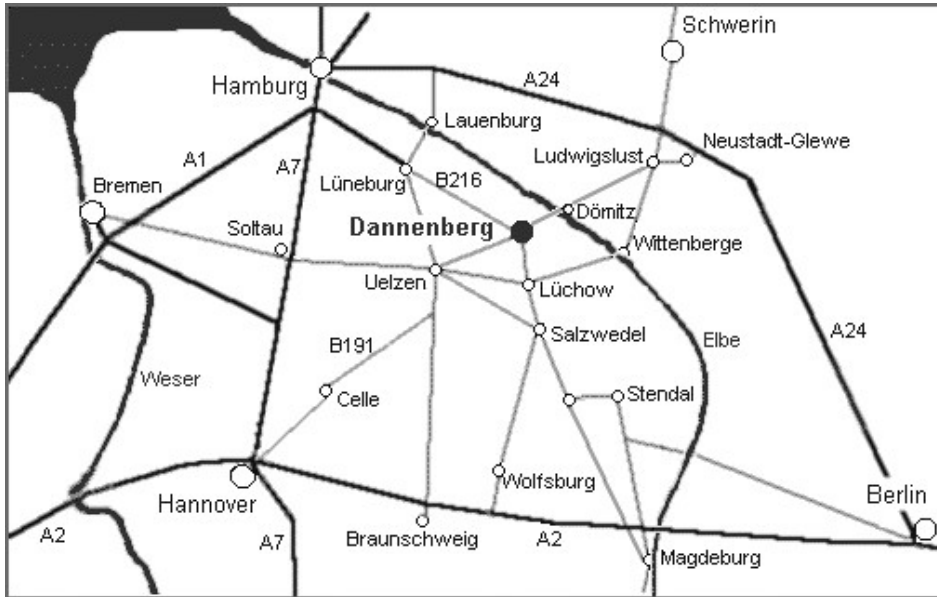 Schwerin
Hamburg
A24
Lauenburg
Neustadt-Glewe
Ludwigslust
A1
A7
Lüneburg
B216
Bremen
Soltau
Dannenberg
Dömitz
Wittenberge
Uelzen
Lüchow
Salzwedel
Elbe
A24
B191
Weser
Celle
Stendal
Hannover
Wolfsburg
Berlin
A2
A7
Braunschweig
A2
Magdeburg